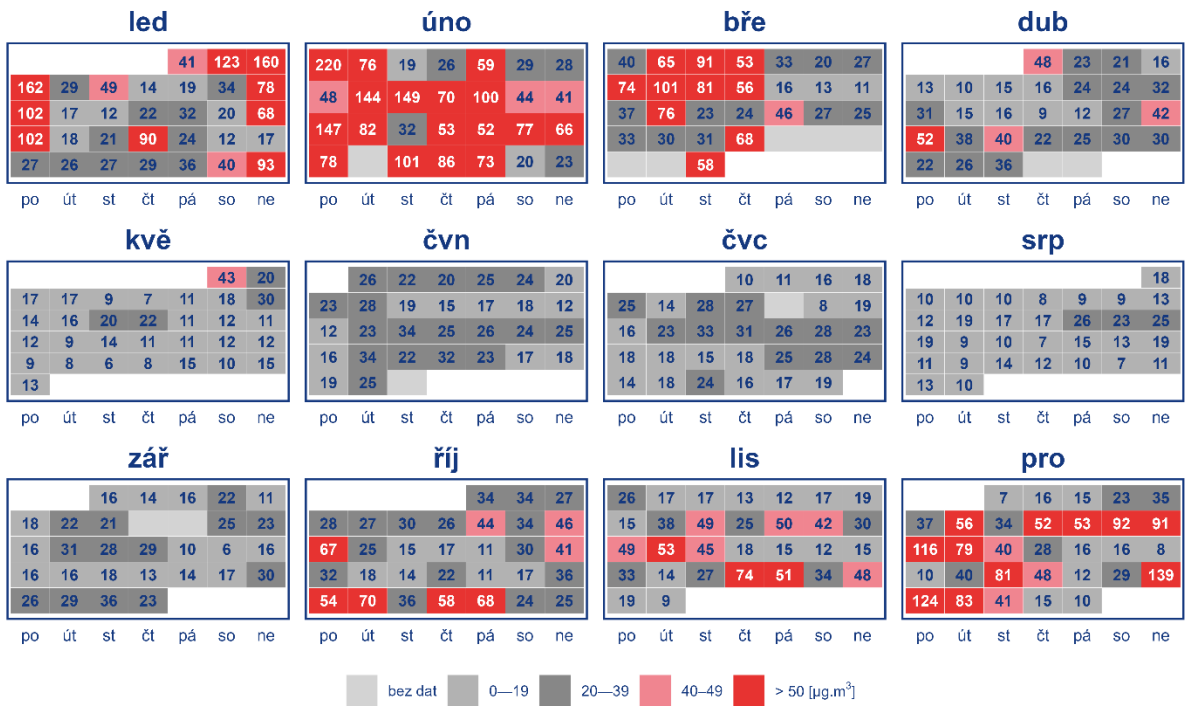 led úno bře dub
41 123 160 220 76 19 26 59 29 28 40 65 91 53 33 20 27 48 23 21 16
162 29 49 14 19 34 78 48 144 149 70 100 44 41 74 101 81 56 16 13 11 13 10 15 16 24 24 32
102 17 12 22 32 20 68 147 82 32 53 52 77 66 37 76 23 24 46 27 25 31 15 16 9 12 27 42
102 18 21 90 24 12 17 78 101 86 73 20 23 33 30 31 68 52 38 40 22 25 30 30
27 26 27 29 36 40 93 58 22 26 36
po út st čt pá so ne po út st čt pá so ne po út st čt pá so ne po út st čt pá so ne
kvě čvn čvc srp
43 20 26 22 20 25 24 20 10 11 16 18 18
17 17 9 7 11 18 30 23 28 19 15 17 18 12 25 14 28 27 8 19 10 10 10 8 9 9 13
14 16 20 22 11 12 11 12 23 34 25 26 24 25 16 23 33 31 26 28 23 12 19 17 17 26 23 25
12 9 14 11 11 12 12 16 34 22 32 23 17 18 18 18 15 18 25 28 24 19 9 10 7 15 13 19
9 8 6 8 15 10 15 19 25 14 18 24 16 17 19 11 9 14 12 10 7 11
13 13 10
po út st čt pá so ne po út st čt pá so ne po út st čt pá so ne po út st čt pá so ne
zář říj lis pro
16 14 16 22 11 34 34 27 26 17 17 13 12 17 19 7 16 15 23 35
18 22 21 25 23 28 27 30 26 44 34 46 15 38 49 25 50 42 30 37 56 34 52 53 92 91
16 31 28 29 10 6 16 67 25 15 17 11 30 41 49 53 45 18 15 12 15 116 79 40 28 16 16 8
16 16 18 13 14 17 30 32 18 14 22 11 17 36 33 14 27 74 51 34 48 10 40 81 48 12 29 139
26 29 36 23 54 70 36 58 68 24 25 19 9 124 83 41 15 10
po út st čt pá so ne po út st čt pá so ne po út st čt pá so ne po út st čt pá so ne
bez dat 0—19 20—39 40–49 > 50 [µg.m³]